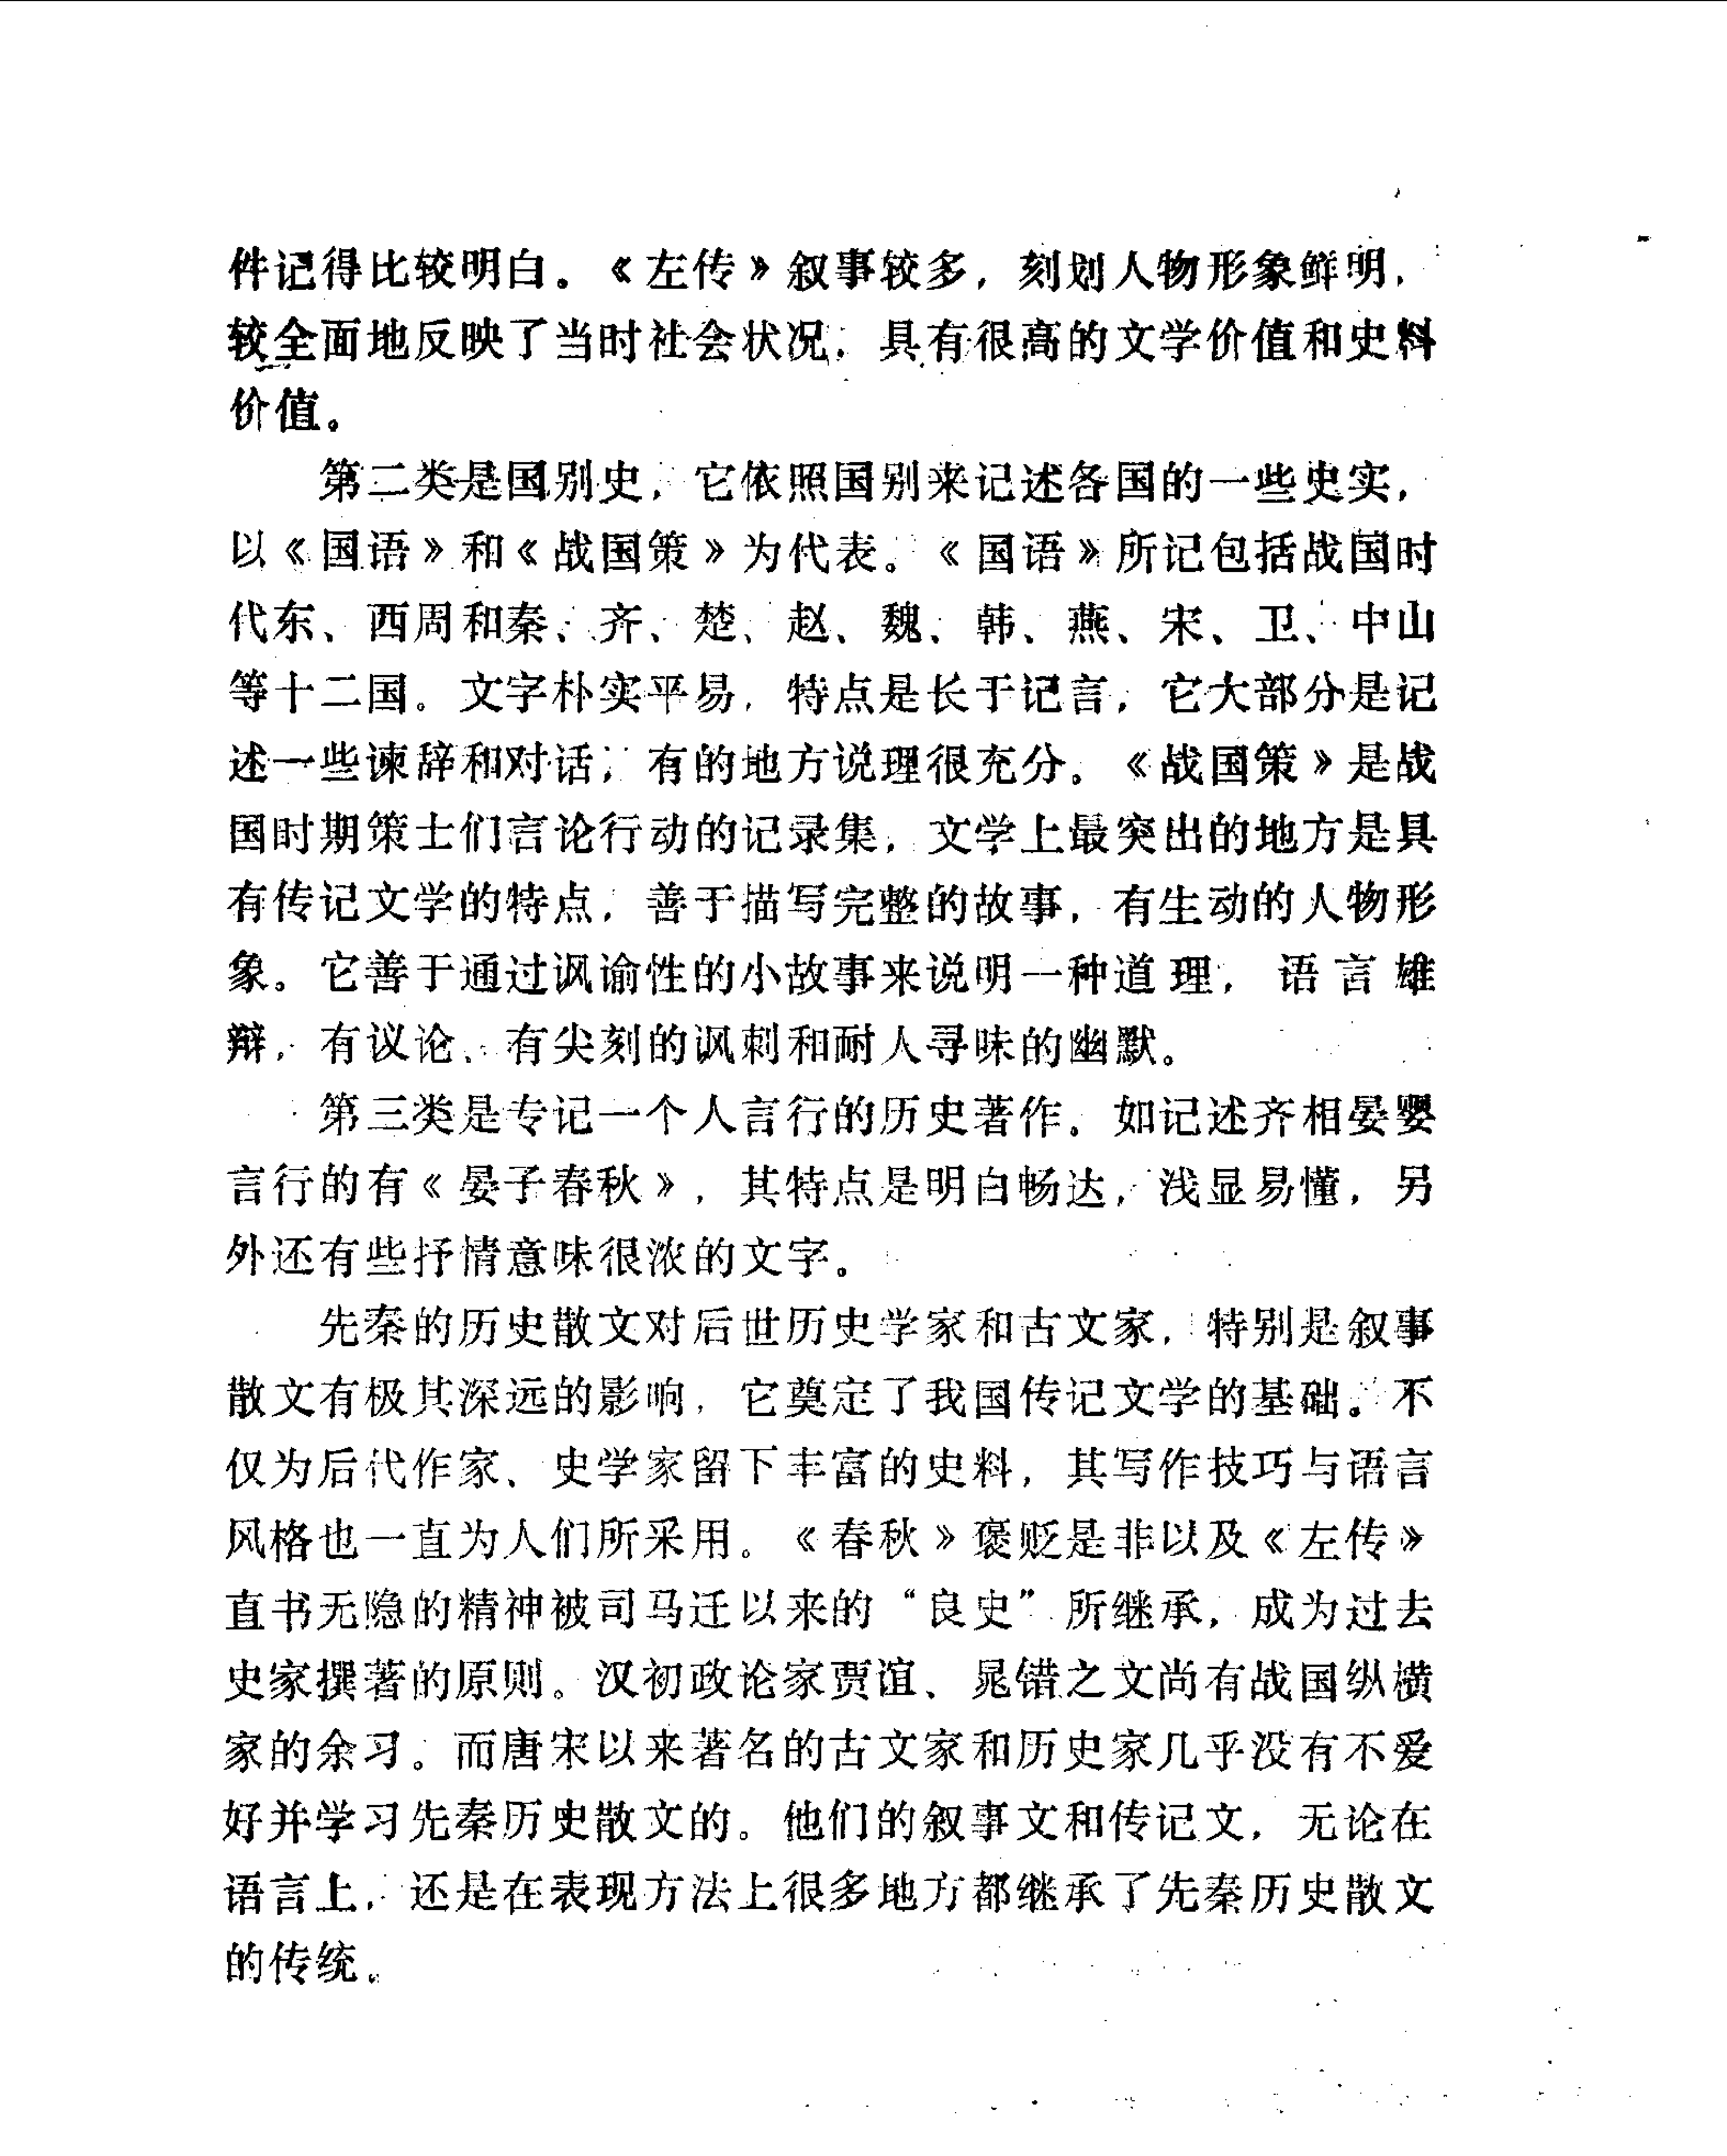 件记得比较明白。《左传》叙事较多，刻划人物形象鲜明，
较全面地反映了当时社会状况，具有很高的文学价值和史料
价值。
第二类是国别史，它依照国别来记述各国的一些史实，
以《国语》和《战国策》为代表。《国语》所记包括战国时
代东、西周和秦、齐、楚、赵、魏、韩、燕、宋、卫、中山
等十二国。文字朴实平易，特点是长于记言，它大部分是记
述一些谏辞和对话，有的地方说理很充分。《战国策》是战
国时期策士们言论行动的记录集，文学上最突出的地方是具
有传记文学的特点，善于描写完整的故事，有生动的人物形
象。它善于通过讽谕性的小故事来说明一种道理，语言雄
辩，有议论、有尖刻的讽刺和耐人寻味的幽默。
第三类是专记一个人言行的历史著作。如记述齐相晏婴
言行的有《晏子春秋》，其特点是明白畅达，浅显易懂，另
外还有些抒情意味很浓的文字。
先秦的历史散文对后世历史学家和古文家，特别是叙事
散文有极其深远的影响，它奠定了我国传记文学的基础。不
仅为后代作家、史学家留下丰富的史料，其写作技巧与语言
风格也一直为人们所采用。《春秋》褒贬是非以及《左传》
直书无隐的精神被司马迁以来的“良史”所继承，成为过去
史家撰著的原则。汉初政论家贾谊、晁错之文尚有战国纵横
家的余习。而唐宋以来著名的古文家和历史家几乎没有不爱
好并学习先秦历史散文的。他们的叙事文和传记文，无论在
语言上，还是在表现方法上很多地方都继承了先秦历史散文
的传统。